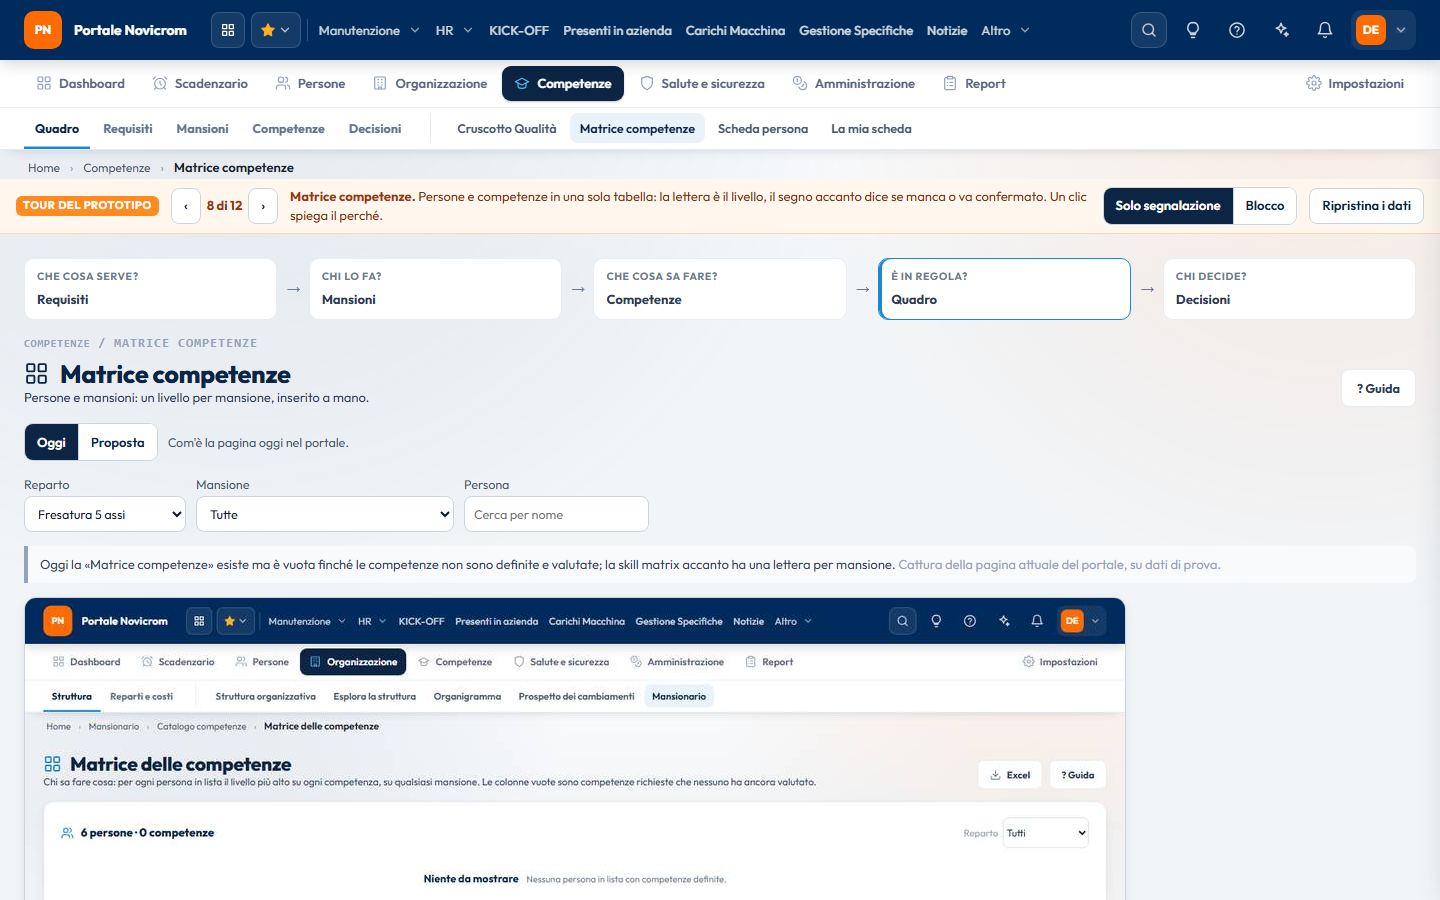 PN Portale Novicrom Manutenzione HR KICK-OFF Presenti in azienda Carichi Macchina Gestione Specifiche Notizie Altro DE
Dashboard Scadenzario Persone Organizzazione Competenze Salute e sicurezza Amministrazione Report Impostazioni
Quadro Requisiti Mansioni Competenze Decisioni Cruscotto Qualità Matrice competenze Scheda persona La mia scheda
Home › Competenze › Matrice competenze
TOUR DEL PROTOTIPO ‹ 8 di 12 › Matrice competenze. Persone e competenze in una sola tabella: la lettera è il livello, il segno accanto dice se manca o va confermato. Un clic
spiega il perché.
Solo segnalazione Blocco Ripristina i dati
CHE COSA SERVE?
Requisiti
→
CHI LO FA?
Mansioni
→
CHE COSA SA FARE?
Competenze
→
È IN REGOLA?
Quadro
→
CHI DECIDE?
Decisioni
COMPETENZE / MATRICE COMPETENZE
Matrice competenze
Persone e mansioni: un livello per mansione, inserito a mano.
? Guida
Oggi Proposta Com'è la pagina oggi nel portale.
Reparto Mansione Persona
Fresatura 5 assi Tutte Cerca per nome
Oggi la «Matrice competenze» esiste ma è vuota finché le competenze non sono definite e valutate; la skill matrix accanto ha una lettera per mansione. Cattura della pagina attuale del portale, su dati di prova.
PN Portale Novicrom Manutenzione HR KICK-OFF Presenti in azienda Carichi Macchina Gestione Specifiche Notizie Altro DE
Dashboard Scadenzario Persone Organizzazione Competenze Salute e sicurezza Amministrazione Report Impostazioni
Struttura Reparti e costi Struttura organizzativa Esplora la struttura Organigramma Prospetto dei cambiamenti Mansionario
Home › Mansionario › Catalogo competenze › Matrice delle competenze
Matrice delle competenze
Chi sa fare cosa: per ogni persona in lista il livello più alto su ogni competenza, su qualsiasi mansione. Le colonne vuote sono competenze richieste che nessuno ha ancora valutato.
Excel ? Guida
6 persone · 0 competenze Reparto Tutti
Niente da mostrare Nessuna persona in lista con competenze definite.